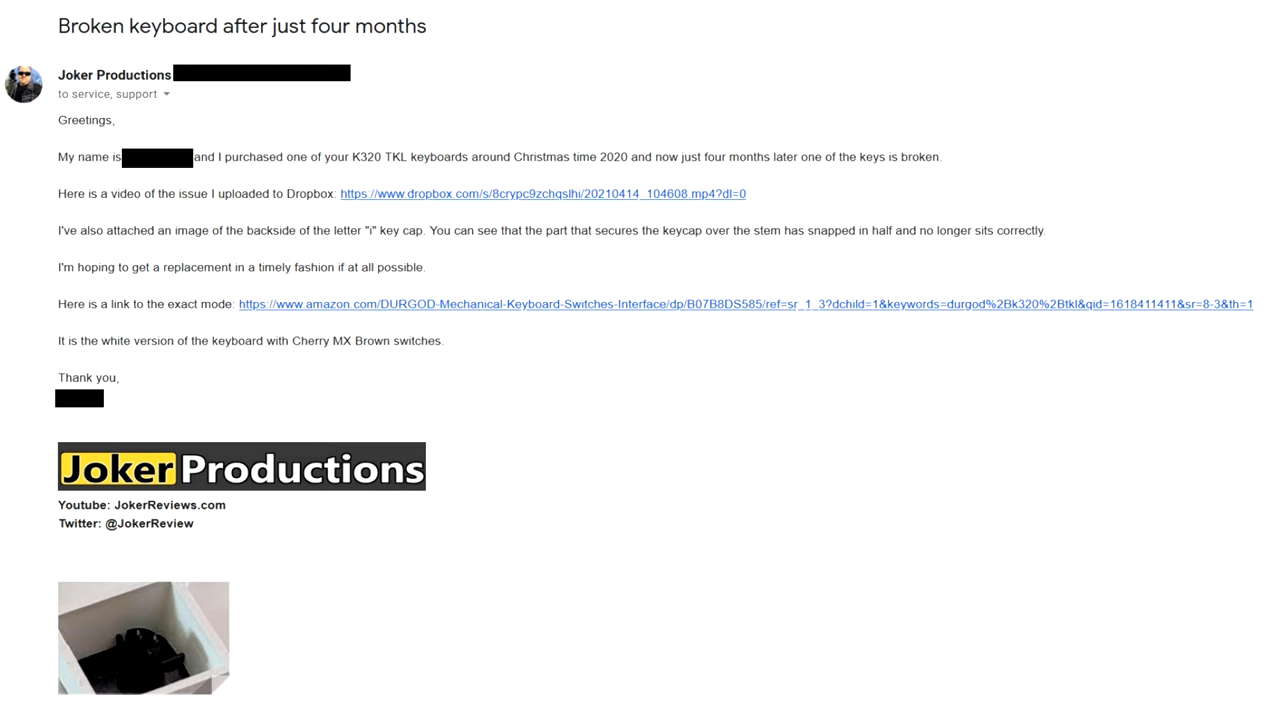 Broken keyboard after just four months
Joker Productions
to service, support
Greetings,
My name is and I purchased one of your K320 TKL keyboards around Christmas time 2020 and now just four months later one of the keys is broken.
Here is a video of the issue I uploaded to Dropbox: https://www.dropbox.com/s/8crypc9zchqslhi/20210414_104608.mp4?dl=0
I've also attached an image of the backside of the letter "i" key cap. You can see that the part that secures the keycap over the stem has snapped in half and no longer sits correctly.
I'm hoping to get a replacement in a timely fashion if at all possible.
Here is a link to the exact mode: https://www.amazon.com/DURGOD-Mechanical-Keyboard-Switches-Interface/dp/B07B8DS585/ref=sr_1_3?dchild=1&keywords=durgod%2Bk320%2Btkl&qid=1618411411&sr=8-3&th=1
It is the white version of the keyboard with Cherry MX Brown switches.
Thank you,
Joker Productions
Youtube: JokerReviews.com
Twitter: @JokerReview